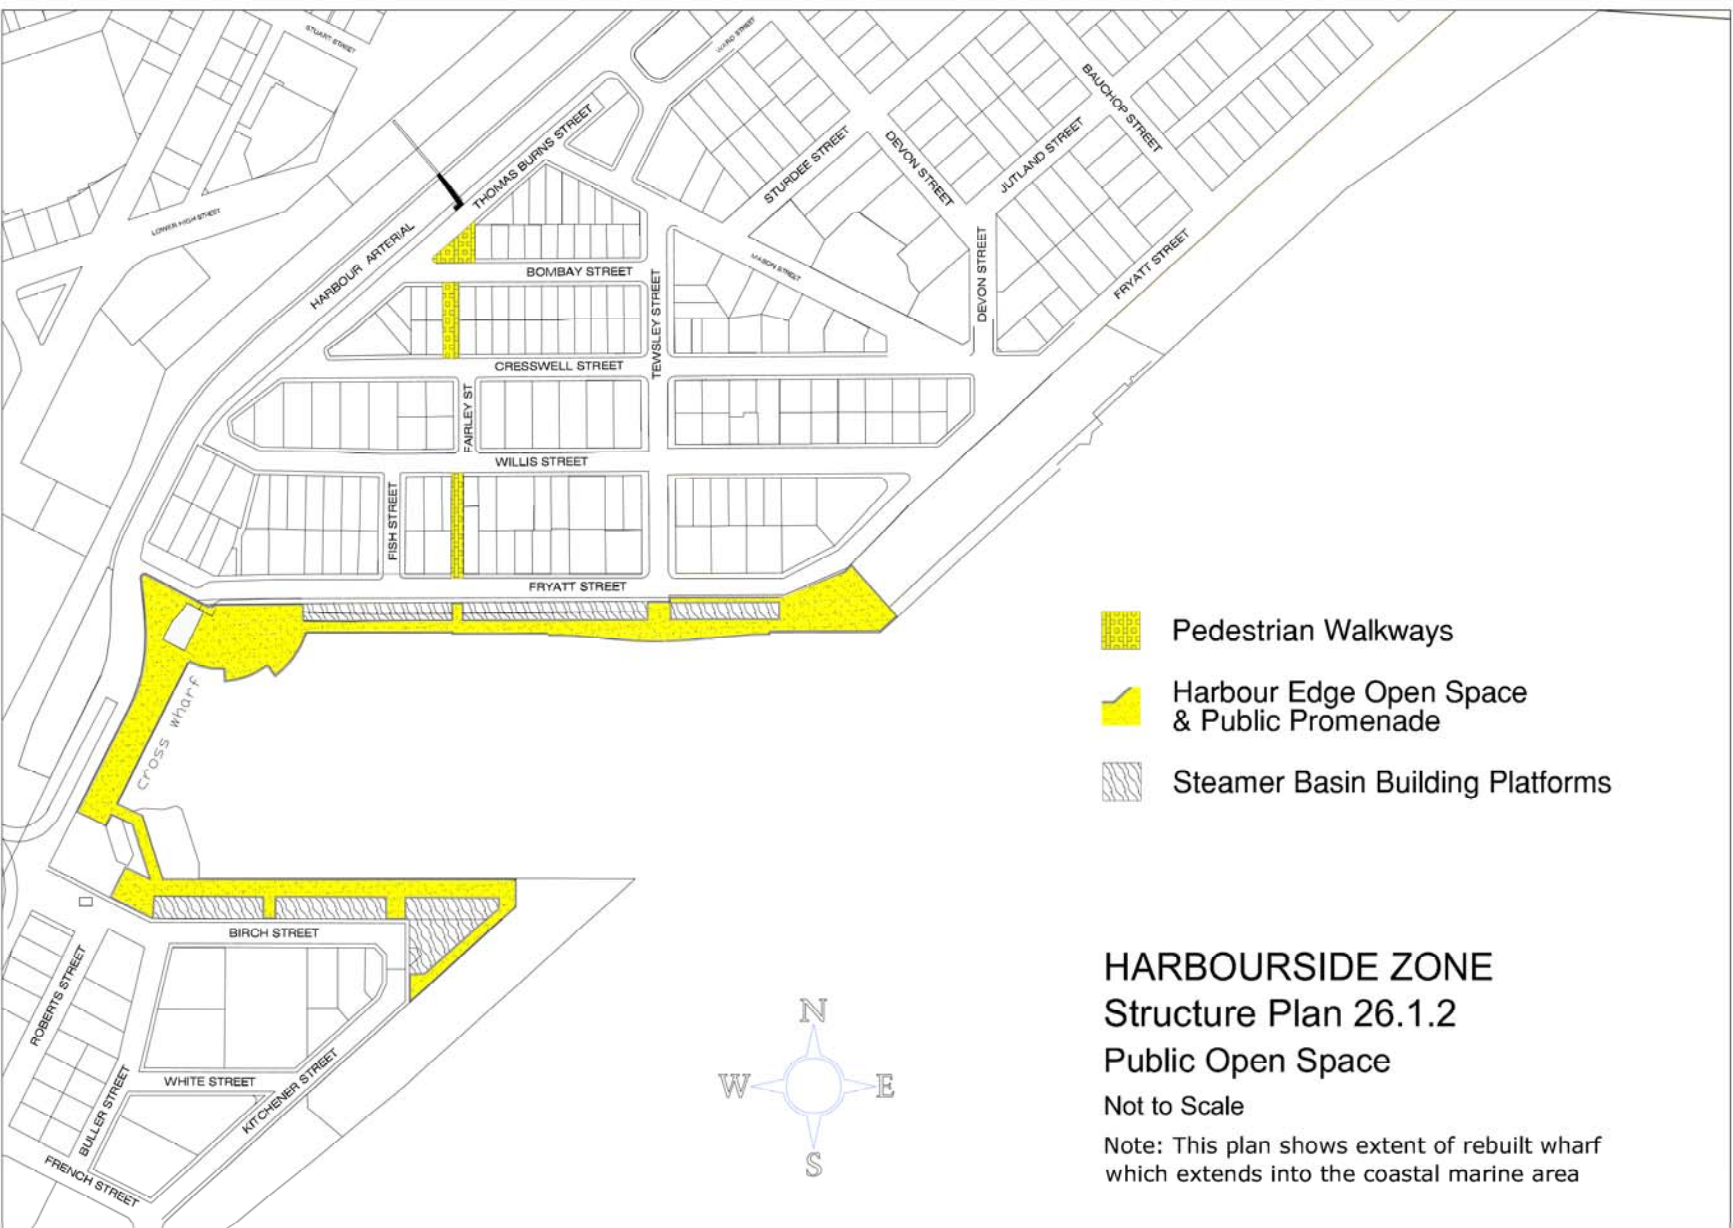 STUART STREET
WARD STREET
BAUCHOP STREET
THOMAS BURNS STREET
STURDEE STREET
DEVON STREET
JUTLAND STREET
LOWER HIGH STREET
HARBOUR ARTERIAL
BOMBAY STREET
MASON STREET
DEVON STREET
FRYATT STREET
TEWSLEY STREET
CRESSWELL STREET
FAIRLEY ST
WILLIS STREET
FISH STREET
FRYATT STREET
cross wharf
Pedestrian Walkways
Harbour Edge Open Space
& Public Promenade
Steamer Basin Building Platforms
BIRCH STREET
ROBERTS STREET
WHITE STREET
KITCHENER STREET
BULLER STREET
FRENCH STREET
N
W
E
S
HARBOURSIDE ZONE
Structure Plan 26.1.2
Public Open Space
Not to Scale
Note: This plan shows extent of rebuilt wharf
which extends into the coastal marine area